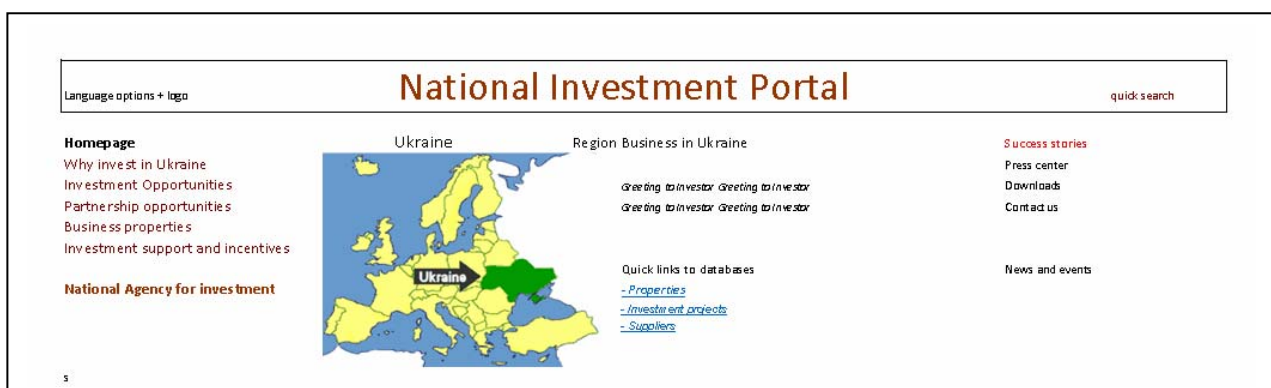 Language options + logo
National Investment Portal
quick search
Homepage
Why invest in Ukraine
Investment Opportunities
Partnership opportunities
Business properties
Investment support and incentives
National Agency for investment
Ukraine
Ukraine
Region Business in Ukraine
Greeting to Investor Greeting to Investor
Greeting to Investor Greeting to Investor
Quick links to databases
- Properties
- Investment projects
- Suppliers
Success stories
Press center
Downloads
Contact us
News and events
s